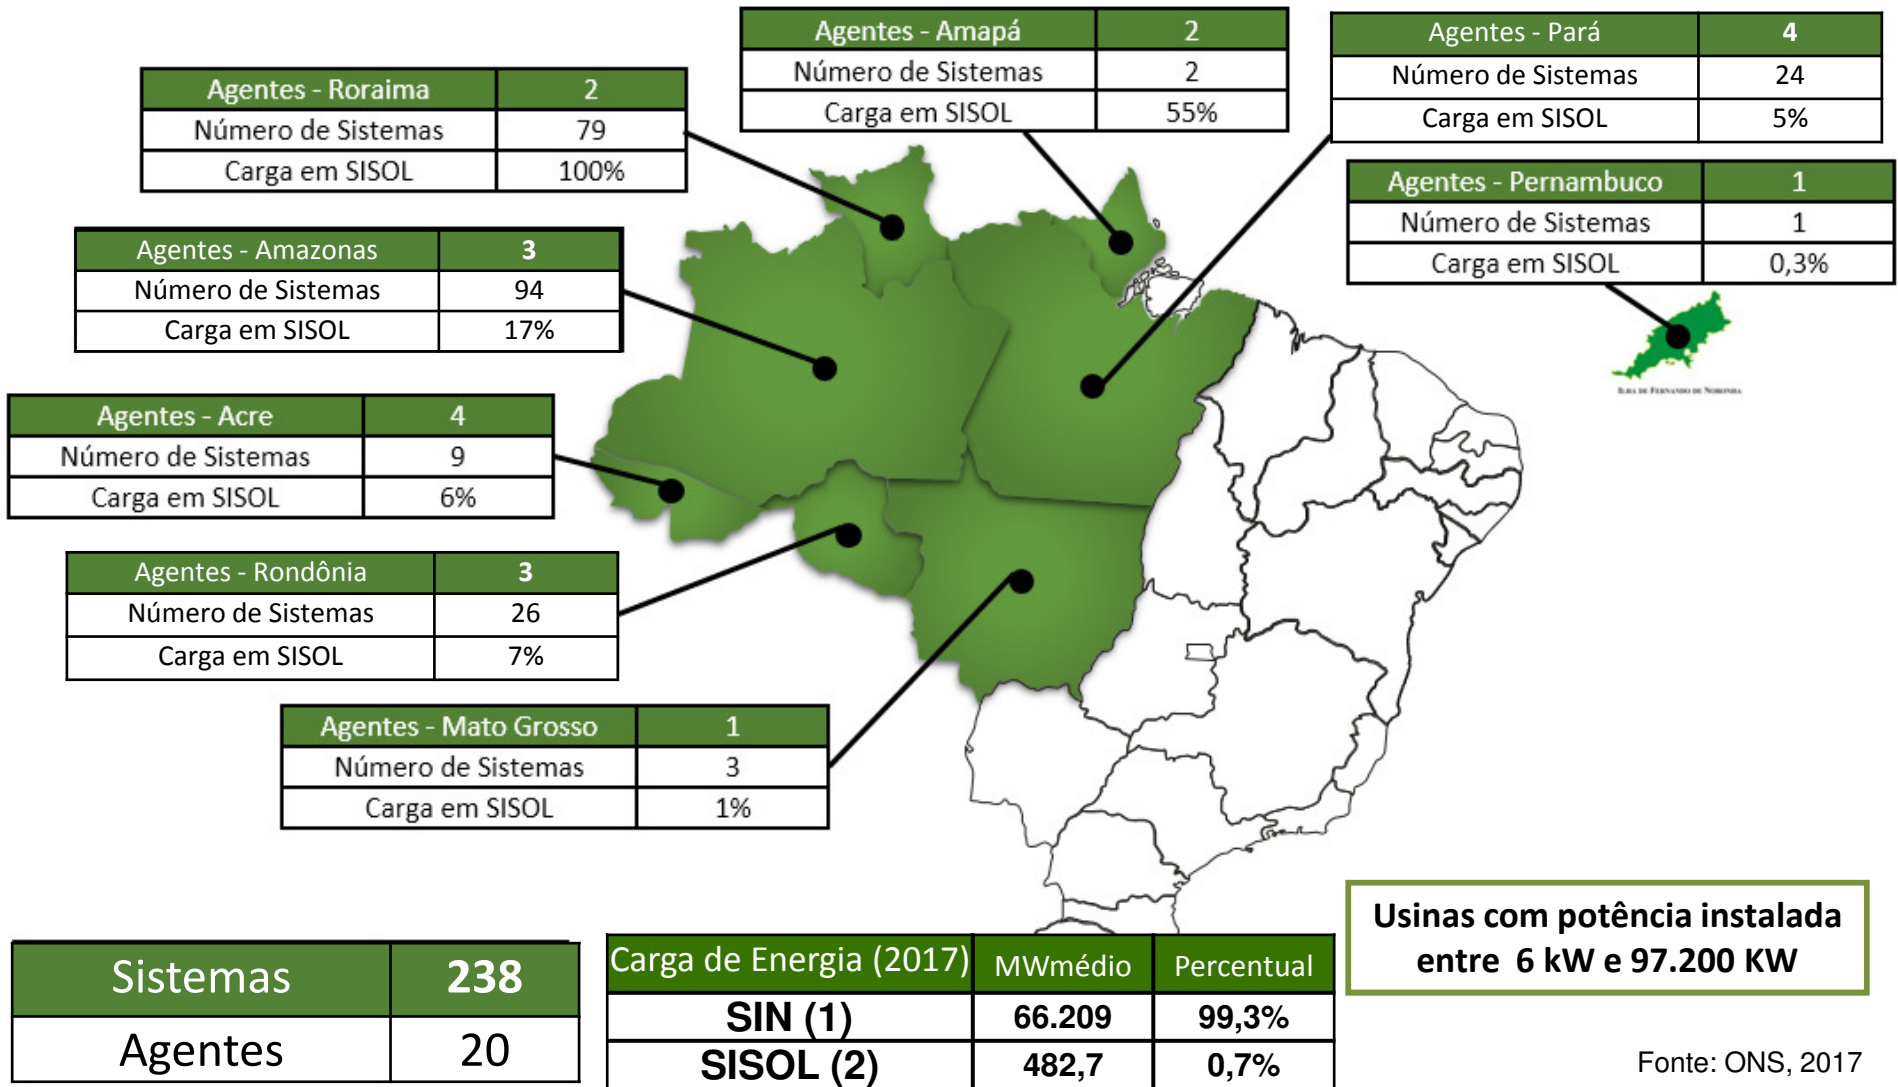 Agentes - Amapá 2
Número de Sistemas 2
Carga em SISOL 55%
Agentes - Pará 4
Número de Sistemas 24
Carga em SISOL 5%
Agentes - Roraima 2
Número de Sistemas 79
Carga em SISOL 100%
Agentes - Pernambuco 1
Número de Sistemas 1
Carga em SISOL 0,3%
Agentes - Amazonas 3
Número de Sistemas 94
Carga em SISOL 17%
ILHA DE FERNANDO DE NORONHA
Agentes - Acre 4
Número de Sistemas 9
Carga em SISOL 6%
Agentes - Rondônia 3
Número de Sistemas 26
Carga em SISOL 7%
Agentes - Mato Grosso 1
Número de Sistemas 3
Carga em SISOL 1%
Usinas com potência instalada
entre 6 kW e 97.200 KW
Sistemas 238
Agentes 20
Carga de Energia (2017) MWmédio Percentual
SIN (1) 66.209 99,3%
SISOL (2) 482,7 0,7%
Fonte: ONS, 2017